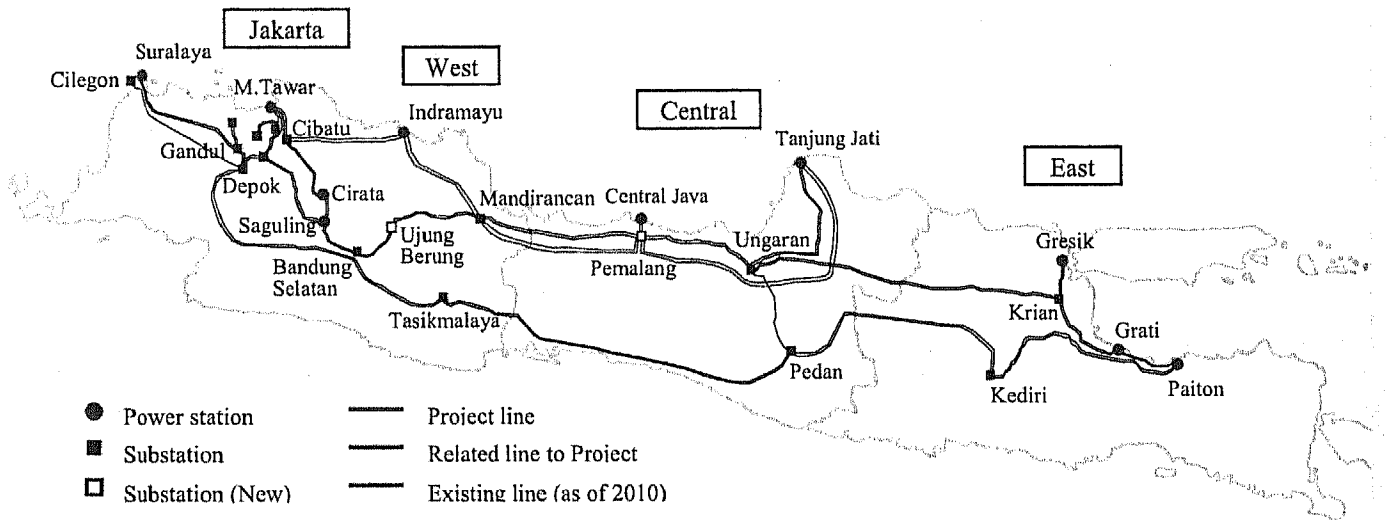 Jakarta
Suralaya
West
Cilegon
M.Tawar
Central
Indramayu
Cibatu
Tanjung Jati
Gandul
East
Depok
Cirata
Mandirancan
Central Java
Saguling
Ujung
Berung
Ungaran
Gresik
Pemalang
Bandung
Selatan
Tasikmalaya
Krian
Grati
Pedan
Kediri
Paiton
Power station
Project line
Substation
Related line to Project
Substation (New)
Existing line (as of 2010)